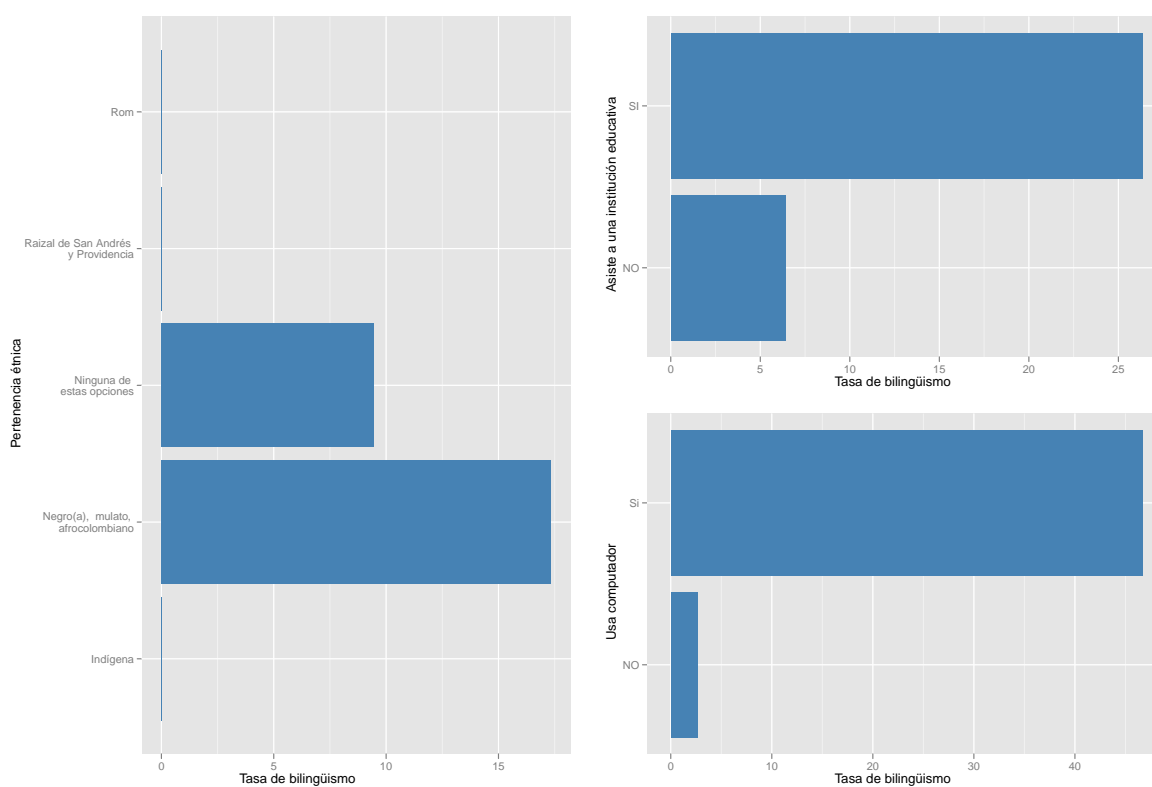 Pertenencia étnica
Rom
Raizal de San Andrés
y Providencia
Ninguna de
estas opciones
Negro(a),  mulato,
afrocolombiano
Indígena
0 5 10 15
Tasa de bilingüismo
Asiste a una institución educativa
SI
NO
0 5 10 15 20 25
Tasa de bilingüismo
Usa computador
Si
NO
0 10 20 30 40
Tasa de bilingüismo